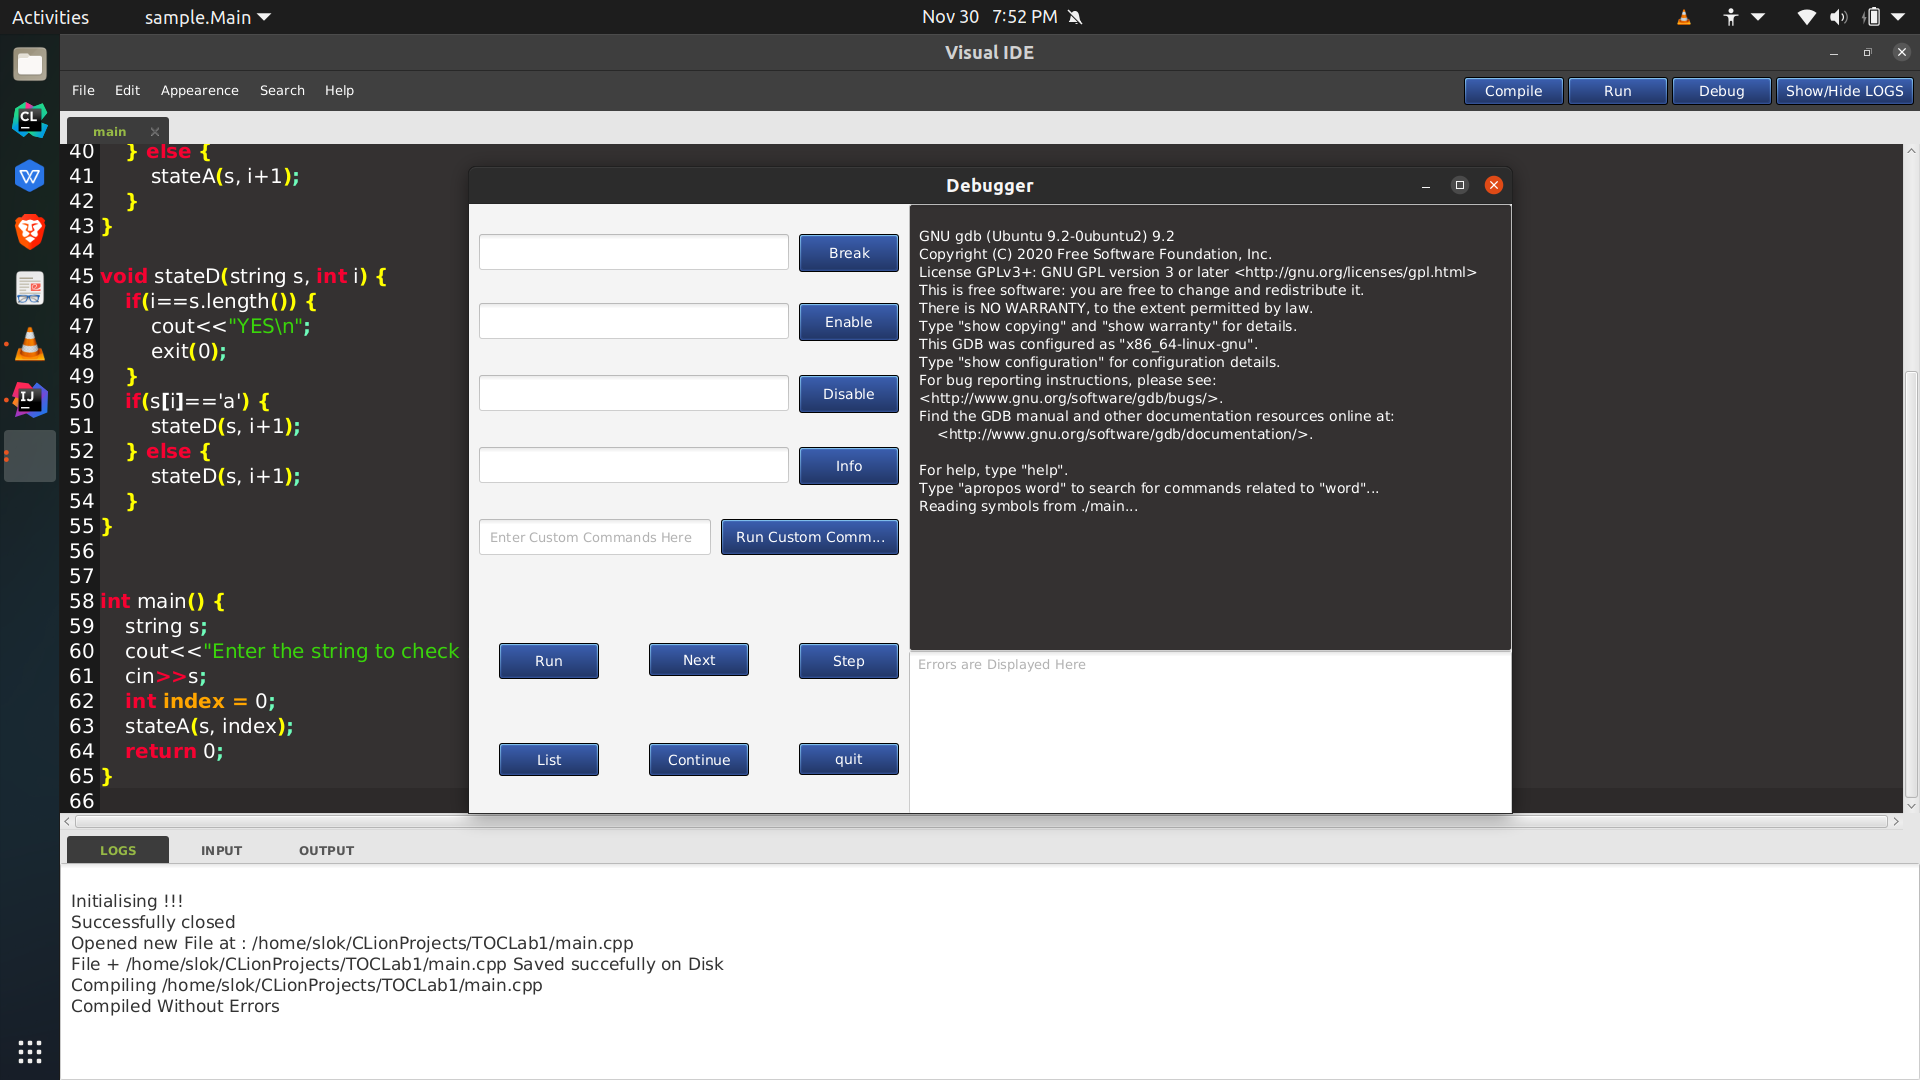 Activities
sample.Main
Nov 30 7:52 PM
Visual IDE
File Edit Appearence Search Help
Compile Run Debug Show/Hide LOGS
CL
W
IJ
main
40 } else {
41 stateA(s, i+1);
42 }
43 }
44
45 void stateD(string s, int i) {
46 if(i==s.length()) {
47 cout<<"YES\n";
48 exit(0);
49 }
50 if(s[i]=='a') {
51 stateD(s, i+1);
52 } else {
53 stateD(s, i+1);
54 }
55 }
56
57
58 int main() {
59 string s;
60 cout<<"Enter the string to check
61 cin>>s;
62 int index = 0;
63 stateA(s, index);
64 return 0;
65 }
66
Debugger
Break
Enable
Disable
Info
Enter Custom Commands Here
Run Custom Comm...
Run Next Step
List Continue quit
GNU gdb (Ubuntu 9.2-0ubuntu2) 9.2
Copyright (C) 2020 Free Software Foundation, Inc.
License GPLv3+: GNU GPL version 3 or later <http://gnu.org/licenses/gpl.html>
This is free software: you are free to change and redistribute it.
There is NO WARRANTY, to the extent permitted by law.
Type "show copying" and "show warranty" for details.
This GDB was configured as "x86_64-linux-gnu".
Type "show configuration" for configuration details.
For bug reporting instructions, please see:
<http://www.gnu.org/software/gdb/bugs/>.
Find the GDB manual and other documentation resources online at:
<http://www.gnu.org/software/gdb/documentation/>.
For help, type "help".
Type "apropos word" to search for commands related to "word"...
Reading symbols from ./main...
Errors are Displayed Here
LOGS INPUT OUTPUT
Initialising !!!
Successfully closed
Opened new File at : /home/slok/CLionProjects/TOCLab1/main.cpp
File + /home/slok/CLionProjects/TOCLab1/main.cpp Saved succefully on Disk
Compiling /home/slok/CLionProjects/TOCLab1/main.cpp
Compiled Without Errors